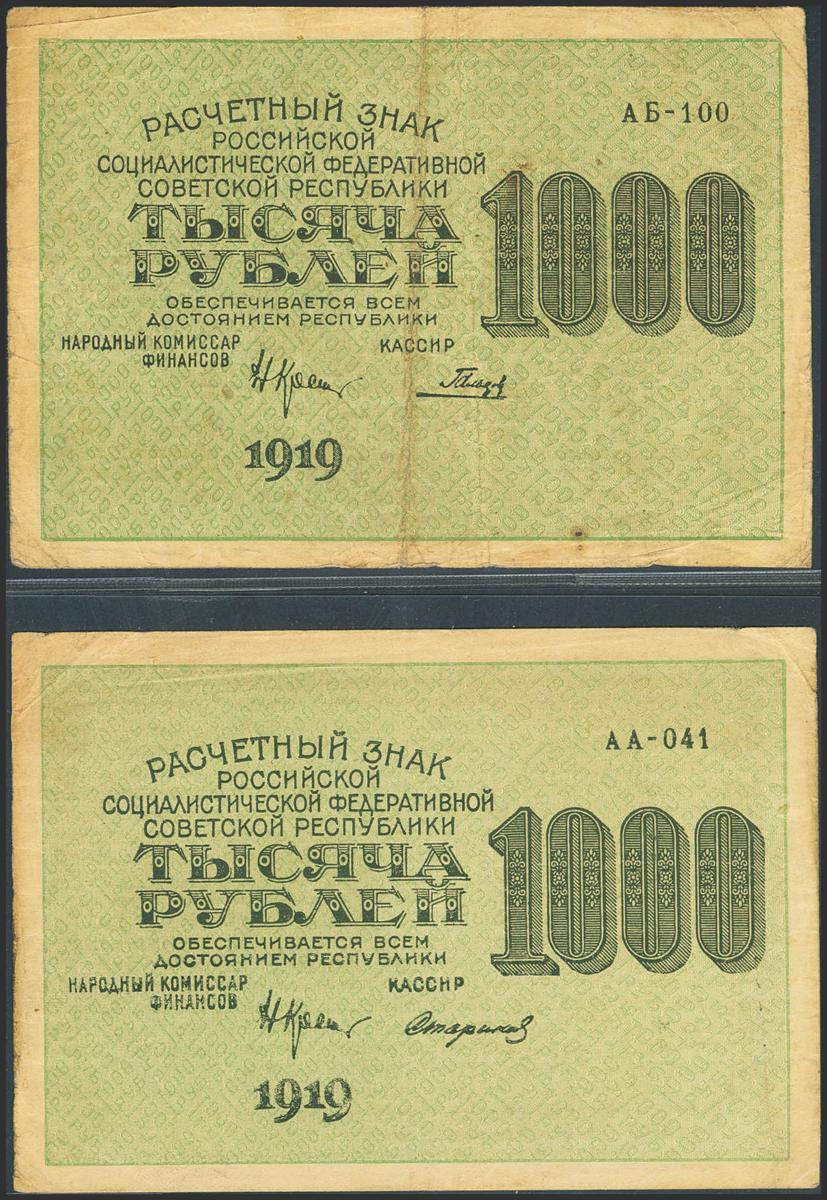 РАСЧЕТНЫЙ ЗНАК
АБ-100
РОССИЙСКОЙ
СОЦИАЛИСТИЧЕСКОЙ ФЕДЕРАТИВНОЙ
СОВЕТСКОЙ РЕСПУБЛИКИ
ТЫСЯЧА
РУБЛЕЙ
1000
ОБЕСПЕЧИВАЕТСЯ ВСЕМ
ДОСТОЯНИЕМ РЕСПУБЛИКИ
НАРОДНЫЙ КОМИССАР
ФИНАНСОВ
КАССИР
1919
РАСЧЕТНЫЙ ЗНАК
АА-041
РОССИЙСКОЙ
СОЦИАЛИСТИЧЕСКОЙ ФЕДЕРАТИВНОЙ
СОВЕТСКОЙ РЕСПУБЛИКИ
ТЫСЯЧА
РУБЛЕЙ
1000
ОБЕСПЕЧИВАЕТСЯ ВСЕМ
ДОСТОЯНИЕМ РЕСПУБЛИКИ
НАРОДНЫЙ КОМИССАР
ФИНАНСОВ
КАССИР
1919